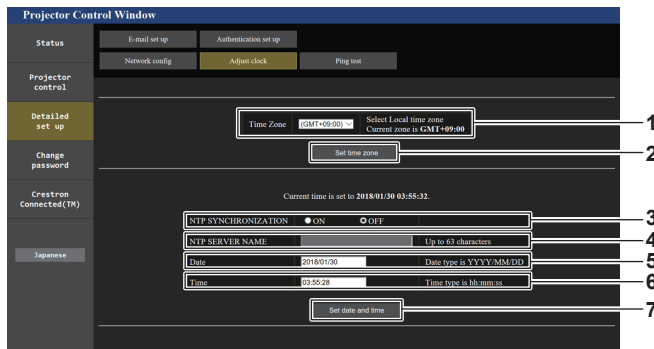 Projector Control Window
Status
E-mail set up
Authentication set up
Network config
Adjust clock
Ping test
Projector
control
Detailed
set up
Change
password
Crestron
Connected(TM)
Japanese
Time Zone
(GMT+09:00)
Select Local time zone
Current zone is GMT+09:00
1
Set time zone
2
Current time is set to 2018/01/30 03:55:32.
NTP SYNCHRONIZATION
ON
OFF
3
NTP SERVER NAME
Up to 63 characters
4
Date
2018/01/30
Date type is YYYY/MM/DD
5
Time
03:55:28
Time type is hh:mm:ss
6
Set date and time
7